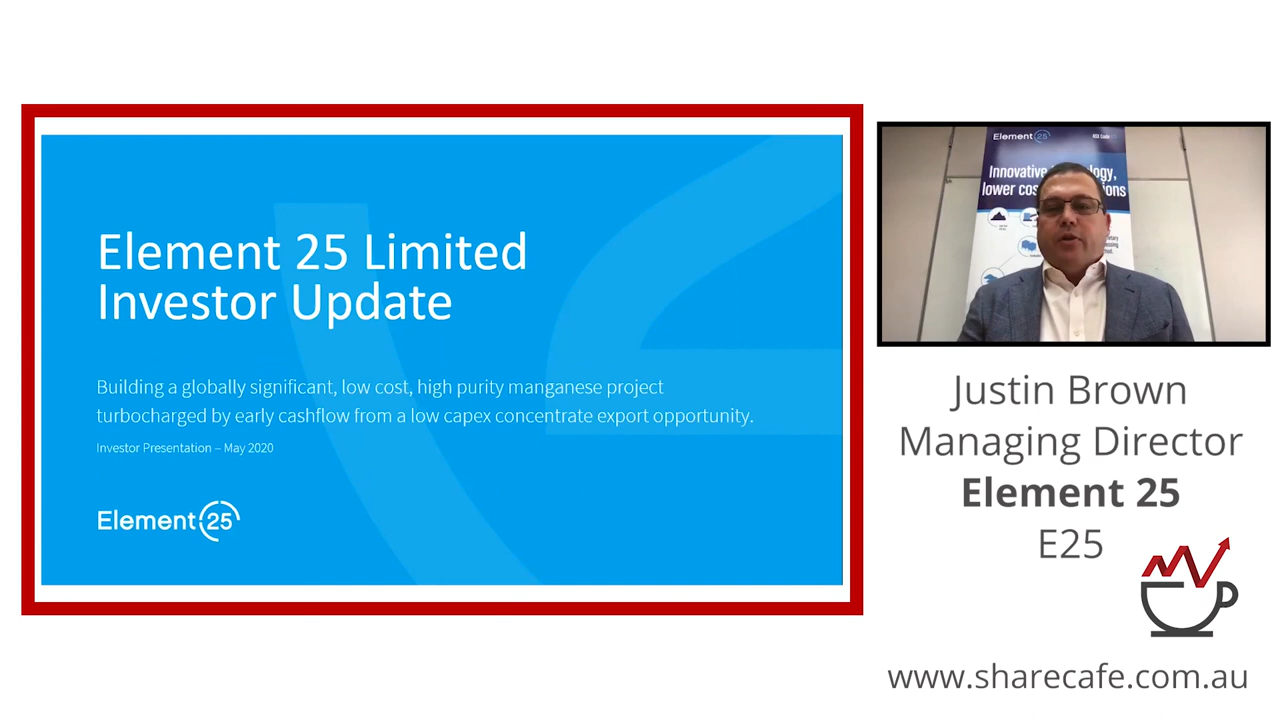 Element 25 Limited
Investor Update
Building a globally significant, low cost, high purity manganese project
turbocharged by early cashflow from a low capex concentrate export opportunity.
Investor Presentation – May 2020
Element 25
Element 25
Innovative
lower
Justin Brown
Managing Director
Element 25
E25
www.sharecafe.com.au